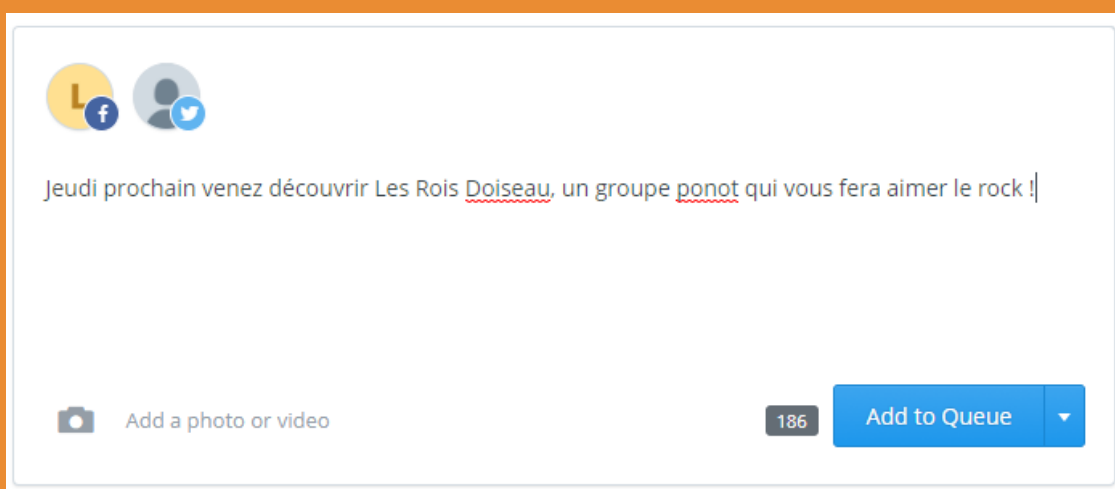 L
f
Jeudi prochain venez découvrir Les Rois Doiseau, un groupe ponot qui vous fera aimer le rock !
Add a photo or video
186
Add to Queue